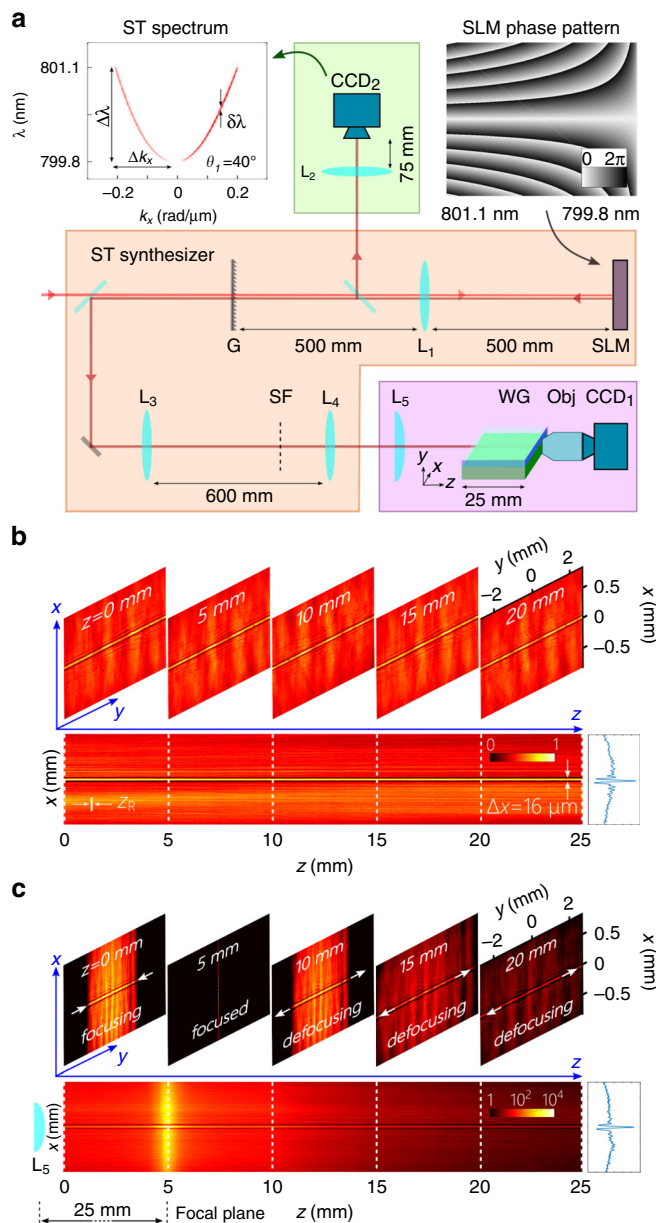 a
ST spectrum
SLM phase pattern
801.1
799.8
λ (nm)
Δλ
Δkₓ
δλ
θ₁=40°
−0.2
0
0.2
kₓ (rad/μm)
CCD₂
L₂
75 mm
0 2π
801.1 nm 799.8 nm
ST synthesizer
G
500 mm
L₁
500 mm
SLM
L₃
SF
L₄
L₅
WG Obj CCD₁
600 mm
y
x
z
25 mm
b
x
y
z=0 mm
5 mm
10 mm
15 mm
20 mm
y (mm)
−2 0 2
x (mm)
0.5
0
−0.5
z
x (mm)
z_R
0 1
Δx=16 μm
0 5 10 15 20 25
z (mm)
c
x
y
z=0 mm
focusing
5 mm
focused
10 mm
defocusing
15 mm
defocusing
20 mm
defocusing
y (mm)
−2 0 2
x (mm)
0.5
0
−0.5
z
L₅
x (mm)
1 10² 10⁴
0 5 10 15 20 25
25 mm
Focal plane
z (mm)